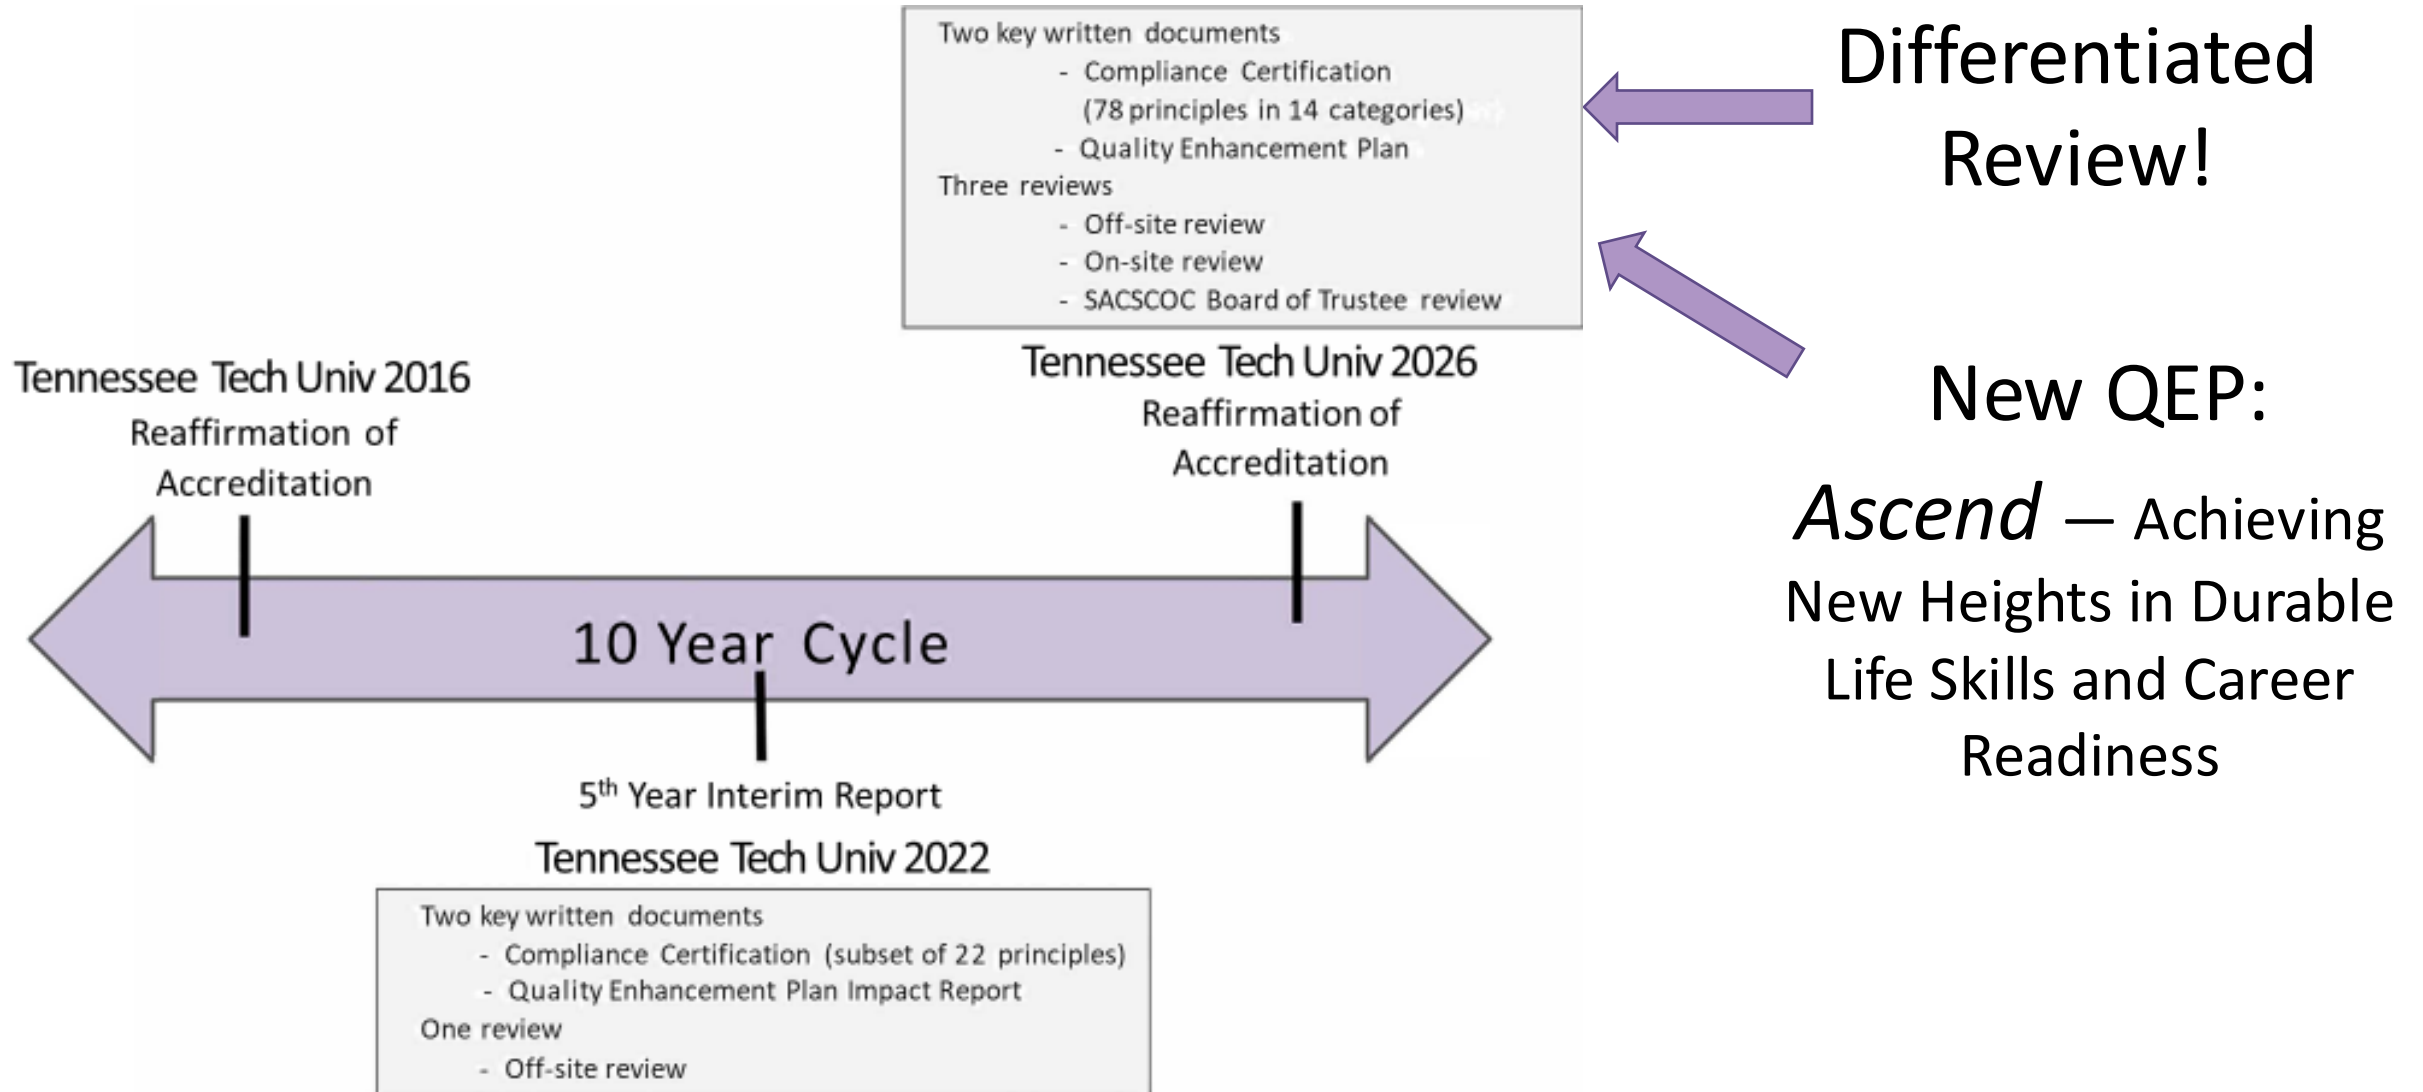 Two key written documents
- Compliance Certification
(78 principles in 14 categories)
- Quality Enhancement Plan
Three reviews
- Off-site review
- On-site review
- SACSCOC Board of Trustee review
Differentiated
Review!
Tennessee Tech Univ 2016
Reaffirmation of
Accreditation
Tennessee Tech Univ 2026
Reaffirmation of
Accreditation
New QEP:
Ascend — Achieving
New Heights in Durable
Life Skills and Career
Readiness
10 Year Cycle
5th Year Interim Report
Tennessee Tech Univ 2022
Two key written documents
- Compliance Certification (subset of 22 principles)
- Quality Enhancement Plan Impact Report
One review
- Off-site review